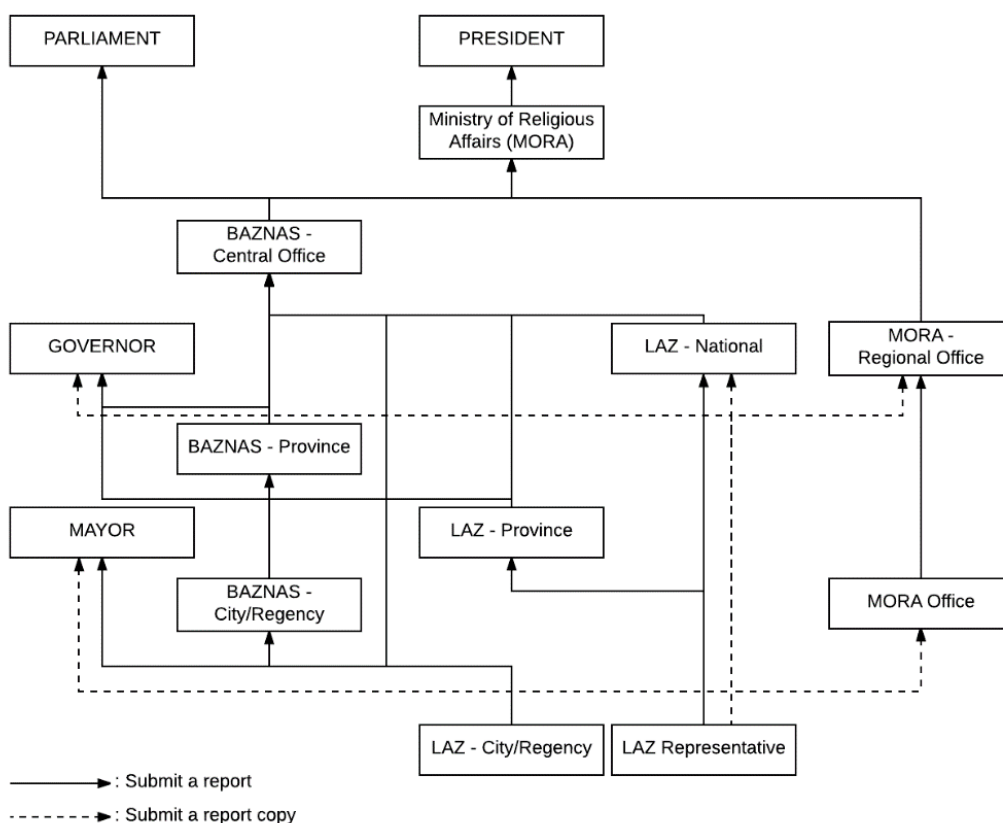 PARLIAMENT
PRESIDENT
Ministry of Religious
Affairs (MORA)
BAZNAS -
Central Office
GOVERNOR
LAZ - National
MORA -
Regional Office
BAZNAS - Province
MAYOR
LAZ - Province
BAZNAS -
City/Regency
MORA Office
LAZ - City/Regency
LAZ Representative
: Submit a report
: Submit a report copy